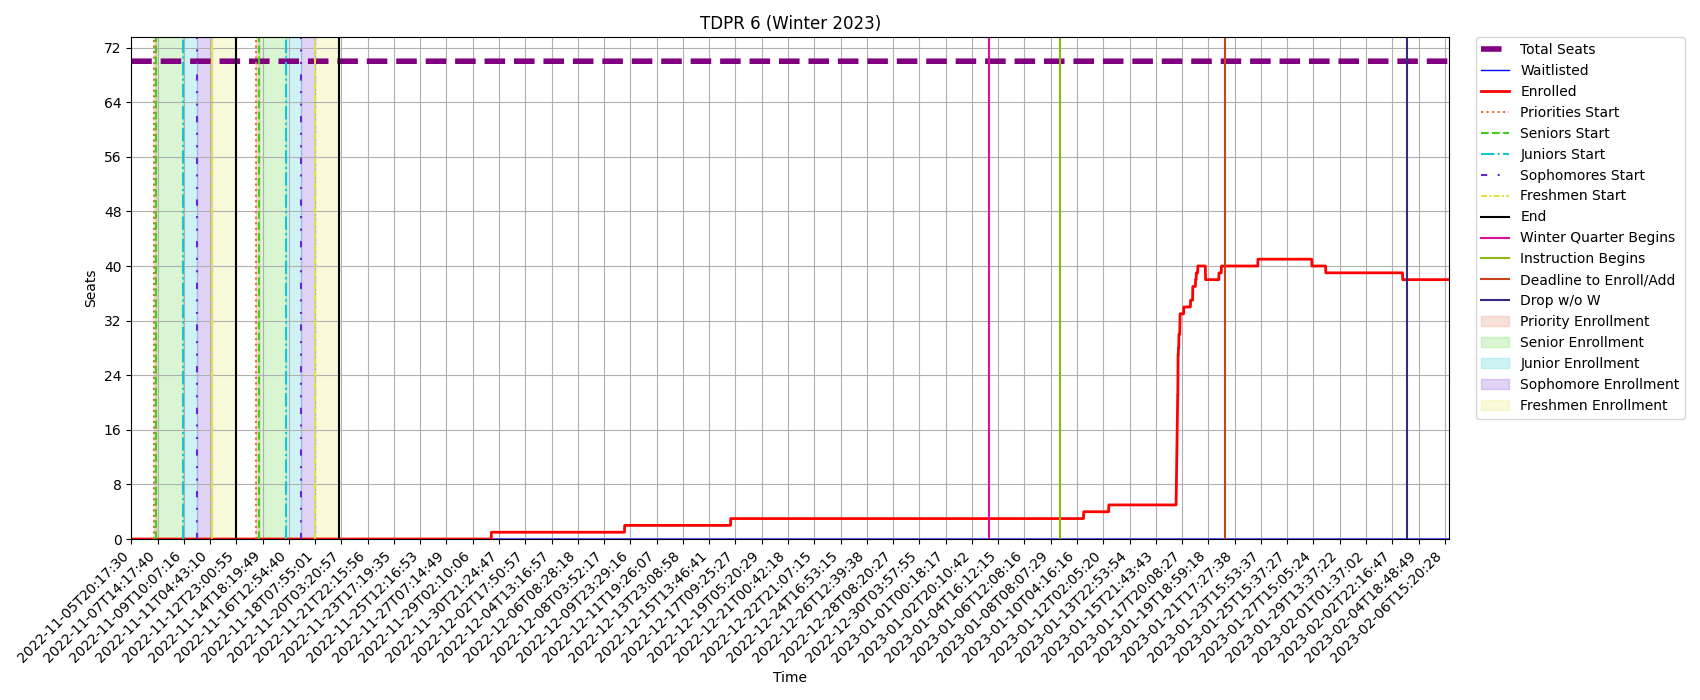 TDPR 6 (Winter 2023)
72
64
56
48
40
32
24
16
8
0
Seats
2022-11-05T20:17:30
2022-11-07T14:17:40
2022-11-09T10:07:16
2022-11-11T04:43:10
2022-11-12T23:00:55
2022-11-14T18:19:49
2022-11-16T12:54:40
2022-11-18T07:55:01
2022-11-20T03:20:57
2022-11-21T22:15:56
2022-11-23T17:19:35
2022-11-25T12:16:53
2022-11-27T07:14:49
2022-11-29T02:10:06
2022-11-30T21:24:47
2022-12-02T17:50:57
2022-12-04T13:16:57
2022-12-06T08:28:18
2022-12-08T03:52:17
2022-12-09T23:29:16
2022-12-11T19:26:07
2022-12-13T13:08:58
2022-12-15T13:46:41
2022-12-17T09:25:27
2022-12-19T05:20:29
2022-12-21T00:42:18
2022-12-22T21:07:15
2022-12-24T16:53:15
2022-12-26T12:39:38
2022-12-28T08:20:27
2022-12-30T03:57:55
2023-01-01T00:18:17
2023-01-02T20:10:42
2023-01-04T16:12:15
2023-01-06T12:08:16
2023-01-08T08:07:29
2023-01-10T04:16:16
2023-01-12T02:05:20
2023-01-13T22:53:54
2023-01-15T21:43:43
2023-01-17T20:08:27
2023-01-19T18:59:18
2023-01-21T17:27:38
2023-01-23T15:53:37
2023-01-25T15:37:27
2023-01-27T15:05:24
2023-01-29T13:37:22
2023-02-01T01:37:02
2023-02-02T22:16:47
2023-02-04T18:48:49
2023-02-06T15:20:28
Time
Total Seats
Waitlisted
Enrolled
Priorities Start
Seniors Start
Juniors Start
Sophomores Start
Freshmen Start
End
Winter Quarter Begins
Instruction Begins
Deadline to Enroll/Add
Drop w/o W
Priority Enrollment
Senior Enrollment
Junior Enrollment
Sophomore Enrollment
Freshmen Enrollment